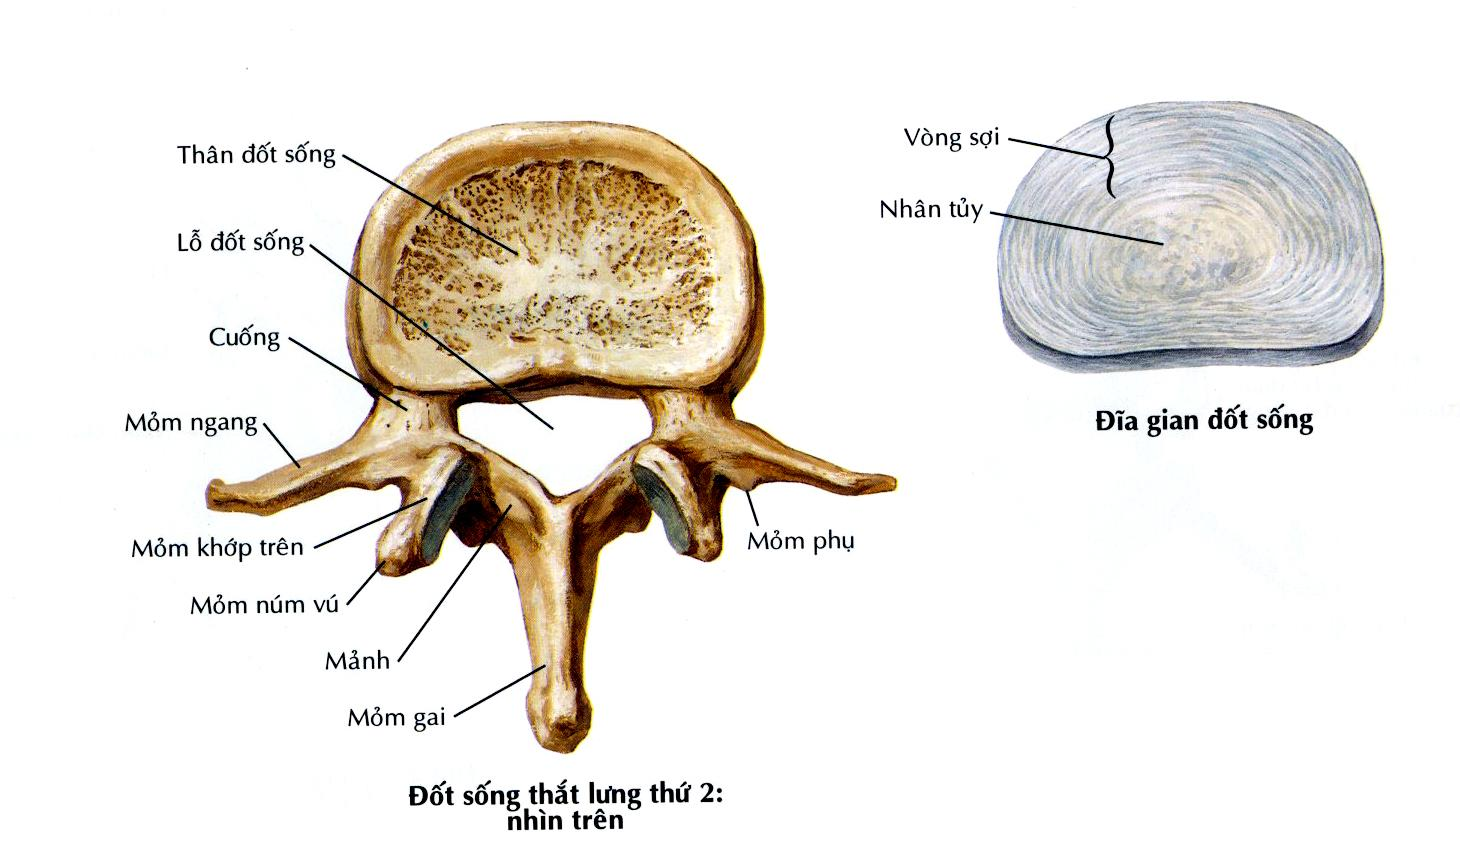 Thân đốt sống
Lỗ đốt sống
Cuống
Mỏm ngang
Mỏm khớp trên
Mỏm núm vú
Mảnh
Mỏm gai
Mỏm phụ
Đốt sống thắt lưng thứ 2:
nhìn trên
Vòng sợi
Nhân tủy
Đĩa gian đốt sống